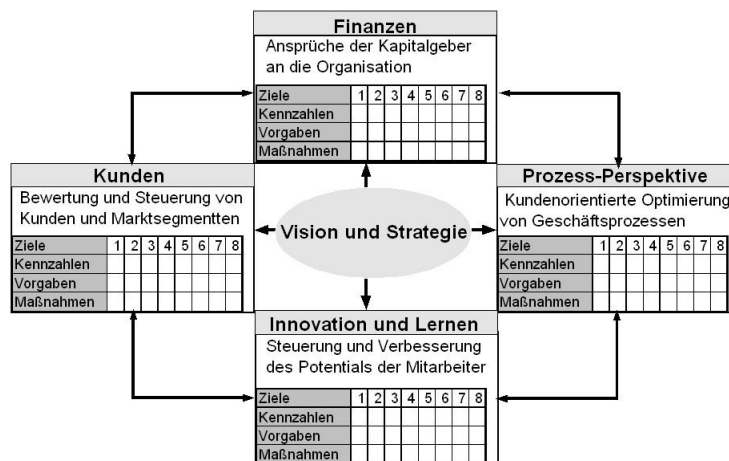 Finanzen
Ansprüche der Kapitalgeber
an die Organisation
Ziele 1 2 3 4 5 6 7 8
Kennzahlen
Vorgaben
Maßnahmen
Kunden
Bewertung und Steuerung von
Kunden und Marktsegmentten
Ziele 1 2 3 4 5 6 7 8
Kennzahlen
Vorgaben
Maßnahmen
Vision und Strategie
Prozess-Perspektive
Kundenorientierte Optimierung
von Geschäftsprozessen
Ziele 1 2 3 4 5 6 7 8
Kennzahlen
Vorgaben
Maßnahmen
Innovation und Lernen
Steuerung und Verbesserung
des Potentials der Mitarbeiter
Ziele 1 2 3 4 5 6 7 8
Kennzahlen
Vorgaben
Maßnahmen